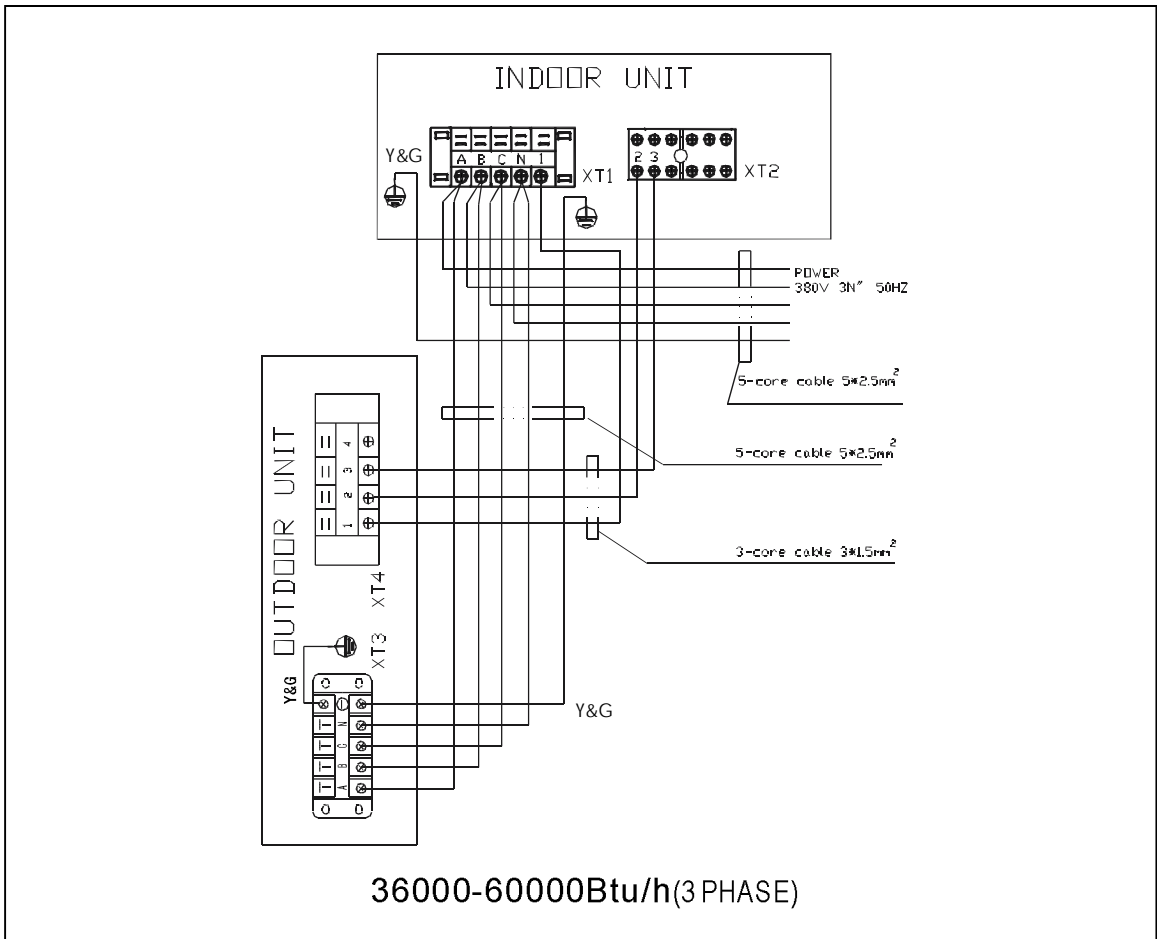 INDOOR UNIT
Y&G
A B C N 1
XT1
2 3
XT2
POWER
380V 3N" 50HZ
5-core cable 5*2.5mm²
5-core cable 5*2.5mm²
3-core cable 3*1.5mm²
OUTDOOR UNIT
4
3
2
1
XT4
XT3
Y&G
N
C
B
A
Y&G
36000-60000Btu/h(3 PHASE)